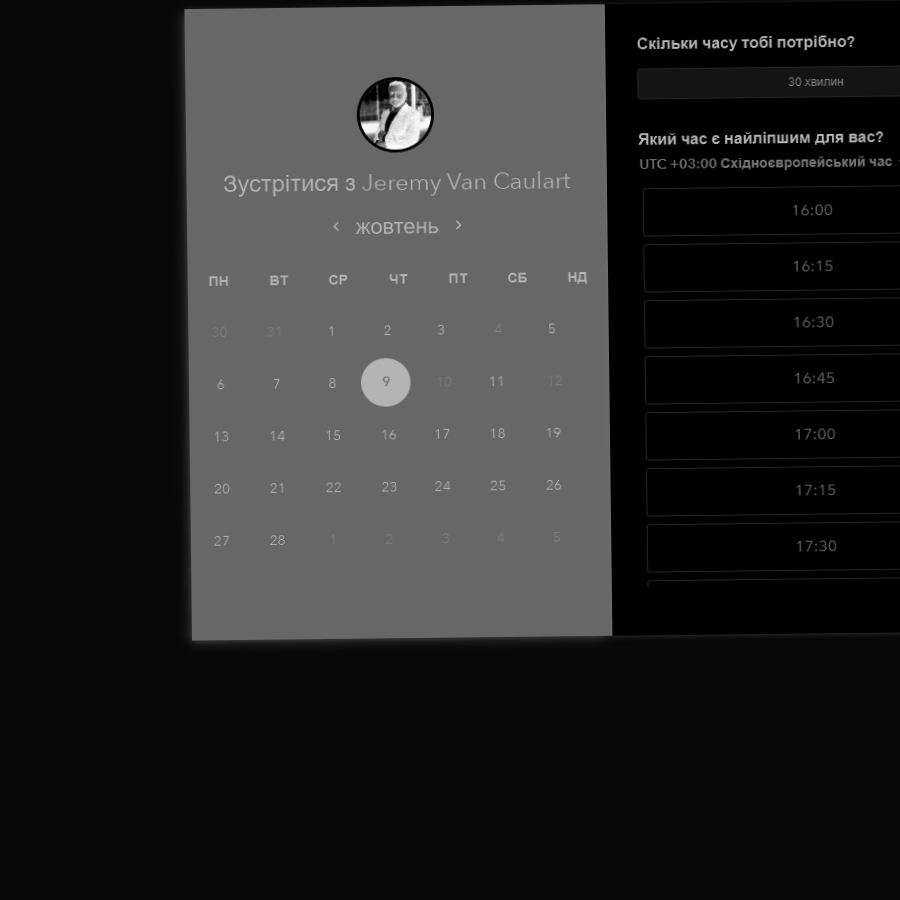 Зустрітися з Jeremy Van Caulart
жовтень
ПН ВТ СР ЧТ ПТ СБ НД
30 31 1 2 3 4 5
6 7 8 9 10 11 12
13 14 15 16 17 18 19
20 21 22 23 24 25 26
27 28 1 2 3 4 5
Скільки часу тобі потрібно?
30 хвилин
Який час є найліпшим для вас?
UTC +03:00 Східноєвропейський час
16:00
16:15
16:30
16:45
17:00
17:15
17:30